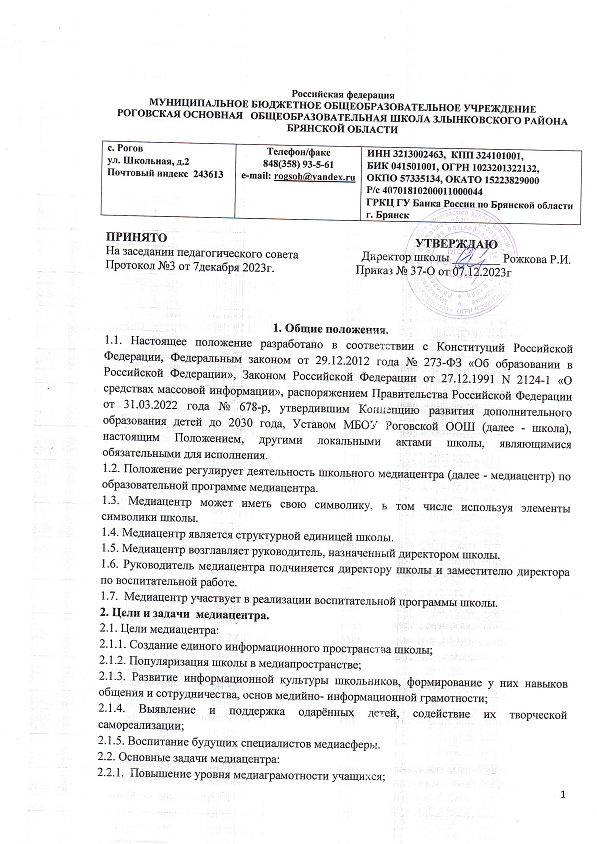 Российская федерация
МУНИЦИПАЛЬНОЕ БЮДЖЕТНОЕ ОБЩЕОБРАЗОВАТЕЛЬНОЕ УЧРЕЖДЕНИЕ
РОГОВСКАЯ ОСНОВНАЯ ОБЩЕОБРАЗОВАТЕЛЬНАЯ ШКОЛА ЗЛЫНКОВСКОГО РАЙОНА
БРЯНСКОЙ ОБЛАСТИ
с. Рогов
ул. Школьная, д.2
Почтовый индекс 243613
Телефон/факс
848(358) 93-5-61
e-mail: rogsoh@yandex.ru
ИНН 3213002463, КПП 324101001,
БИК 041501001, ОГРН 1023201322132,
ОКПО 57335134, ОКАТО 15223829000
Р/с 40701810200011000044
ГРКЦ ГУ Банка России по Брянской области
г. Брянск
ПРИНЯТО
На заседании педагогического совета
Протокол №3 от 7декабря 2023г.
УТВЕРЖДАЮ
Директор школы ________ Рожкова Р.И.
Приказ № 37-О от 07.12.2023г
1. Общие положения.
1.1. Настоящее положение разработано в соответствии с Конституций Российской
Федерации, Федеральным законом от 29.12.2012 года № 273-ФЗ «Об образовании в
Российской Федерации», Законом Российской Федерации от 27.12.1991 N 2124-1 «О
средствах массовой информации», распоряжением Правительства Российской Федерации
от 31.03.2022 года № 678-р, утвердившим Концепцию развития дополнительного
образования детей до 2030 года, Уставом МБОУ Роговской ООШ (далее - школа),
настоящим Положением, другими локальными актами школы, являющимися
обязательными для исполнения.
1.2. Положение регулирует деятельность школьного медиацентра (далее - медиацентр) по
образовательной программе медиацентра.
1.3. Медиацентр может иметь свою символику, в том числе используя элементы
символики школы.
1.4. Медиацентр является структурной единицей школы.
1.5. Медиацентр возглавляет руководитель, назначенный директором школы.
1.6. Руководитель медиацентра подчиняется директору школы и заместителю директора
по воспитательной работе.
1.7. Медиацентр участвует в реализации воспитательной программы школы.
2. Цели и задачи медиацентра.
2.1. Цели медиацентра:
2.1.1. Создание единого информационного пространства школы;
2.1.2. Популяризация школы в медиапространстве;
2.1.3. Развитие информационной культуры школьников, формирование у них навыков
общения и сотрудничества, основ медийно- информационной грамотности;
2.1.4. Выявление и поддержка одарённых детей, содействие их творческой
самореализации;
2.1.5. Воспитание будущих специалистов медиасферы.
2.2. Основные задачи медиацентра:
2.2.1. Повышение уровня медиаграмотности учащихся;
1